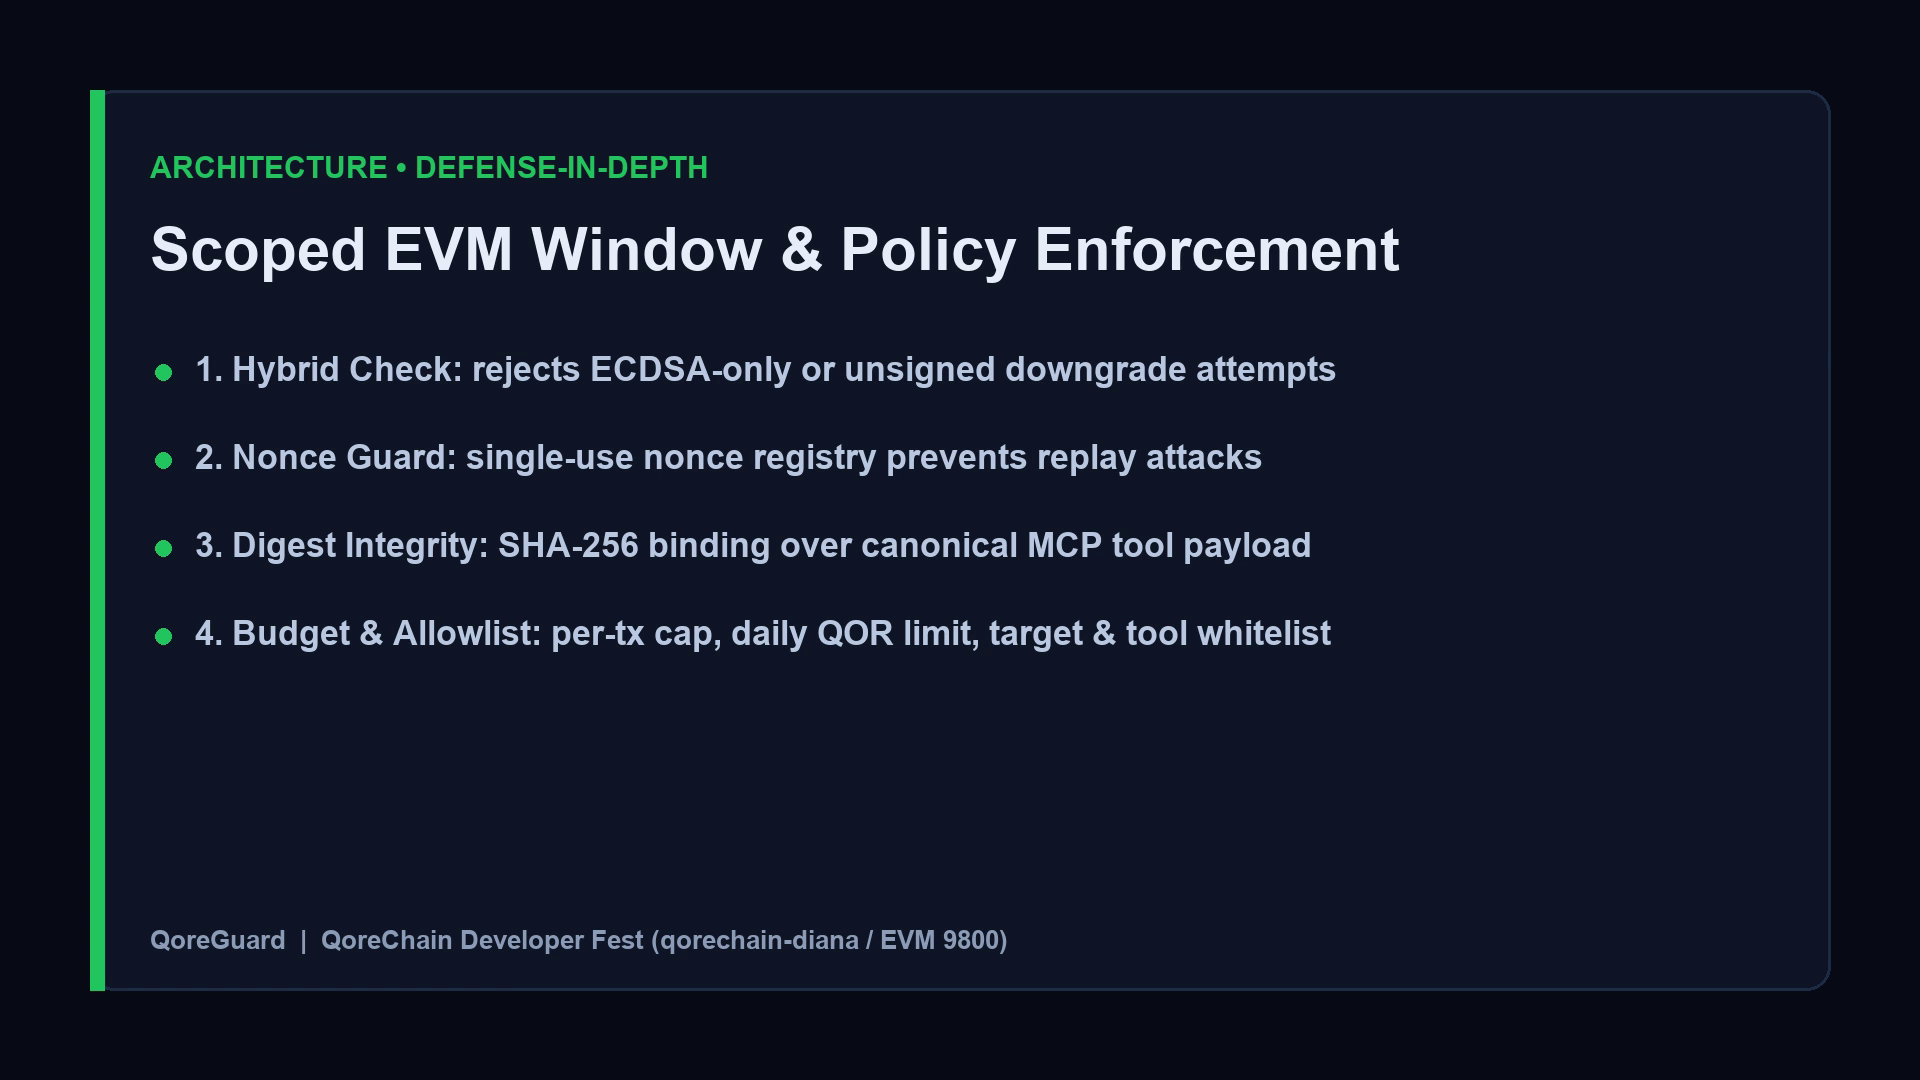 ARCHITECTURE • DEFENSE-IN-DEPTH
Scoped EVM Window & Policy Enforcement
1. Hybrid Check: rejects ECDSA-only or unsigned downgrade attempts
2. Nonce Guard: single-use nonce registry prevents replay attacks
3. Digest Integrity: SHA-256 binding over canonical MCP tool payload
4. Budget & Allowlist: per-tx cap, daily QOR limit, target & tool whitelist
QoreGuard | QoreChain Developer Fest (qorechain-diana / EVM 9800)